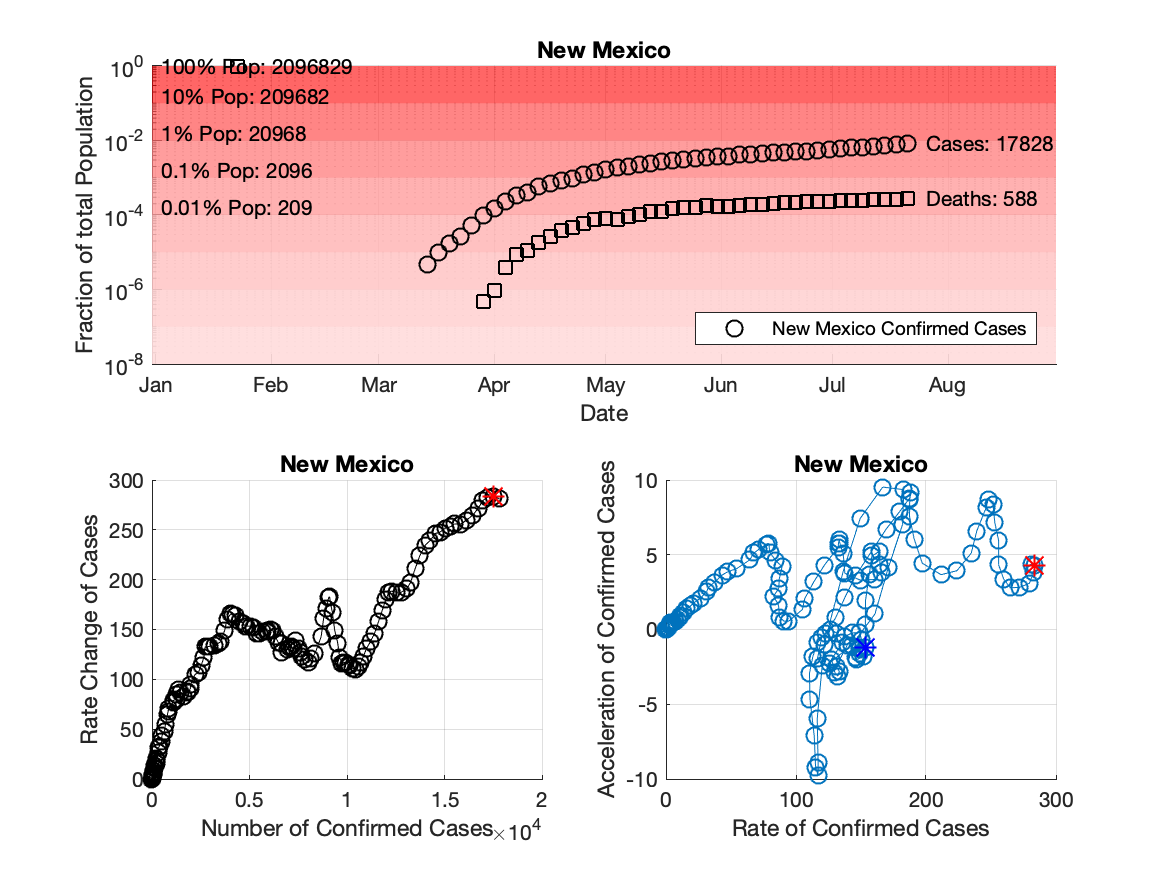 New Mexico
10^0
10^-2
10^-4
10^-6
10^-8
Fraction of total Population
100% Pop: 2096829
10% Pop: 209682
1% Pop: 20968
0.1% Pop: 2096
0.01% Pop: 209
Cases: 17828
Deaths: 588
New Mexico Confirmed Cases
Jan Feb Mar Apr May Jun Jul Aug
Date
New Mexico
300
250
200
150
100
50
0
Rate Change of Cases
0 0.5 1 1.5 2
Number of Confirmed Cases ×10^4
New Mexico
10
5
0
-5
-10
Acceleration of Confirmed Cases
0 100 200 300
Rate of Confirmed Cases